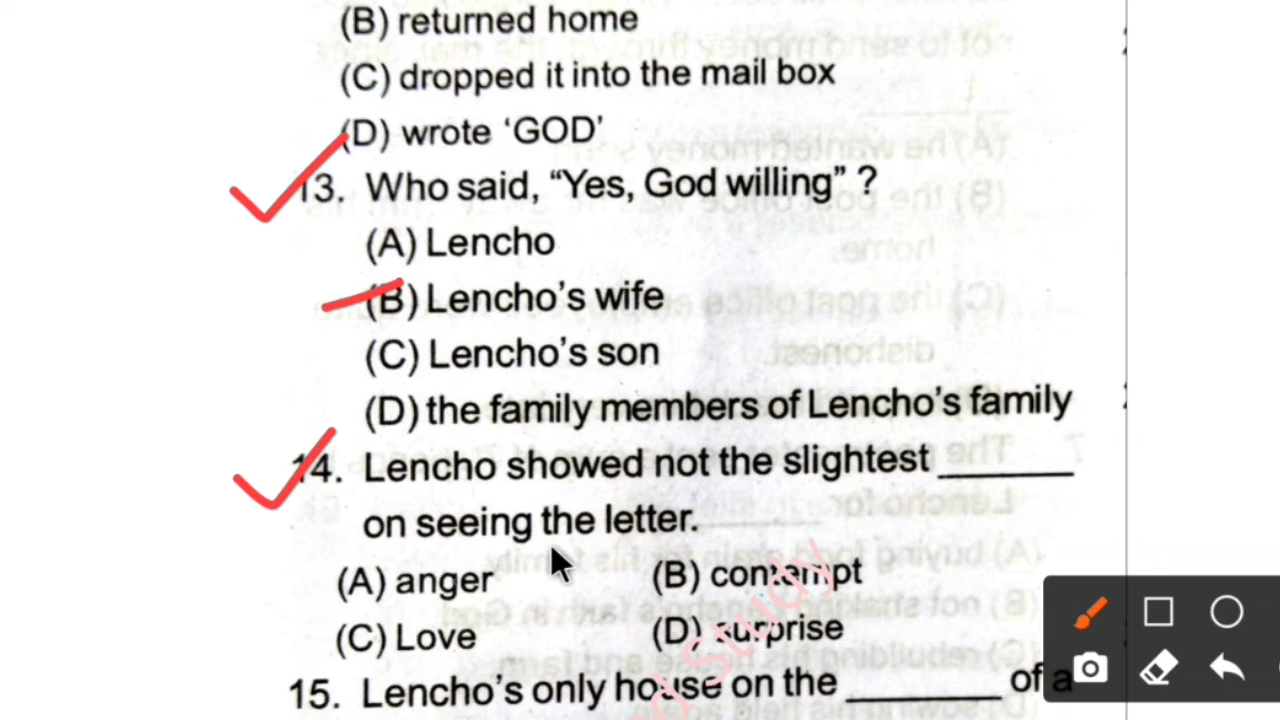 (B) returned home
(C) dropped it into the mail box
(D) wrote ‘GOD’
13. Who said, “Yes, God willing” ?
(A) Lencho
(B) Lencho’s wife
(C) Lencho’s son
(D) the family members of Lencho’s family
14. Lencho showed not the slightest ________
on seeing the letter.
(A) anger (B) contempt
(C) Love (D) surprise
15. Lencho’s only house on the ________ of a
Study